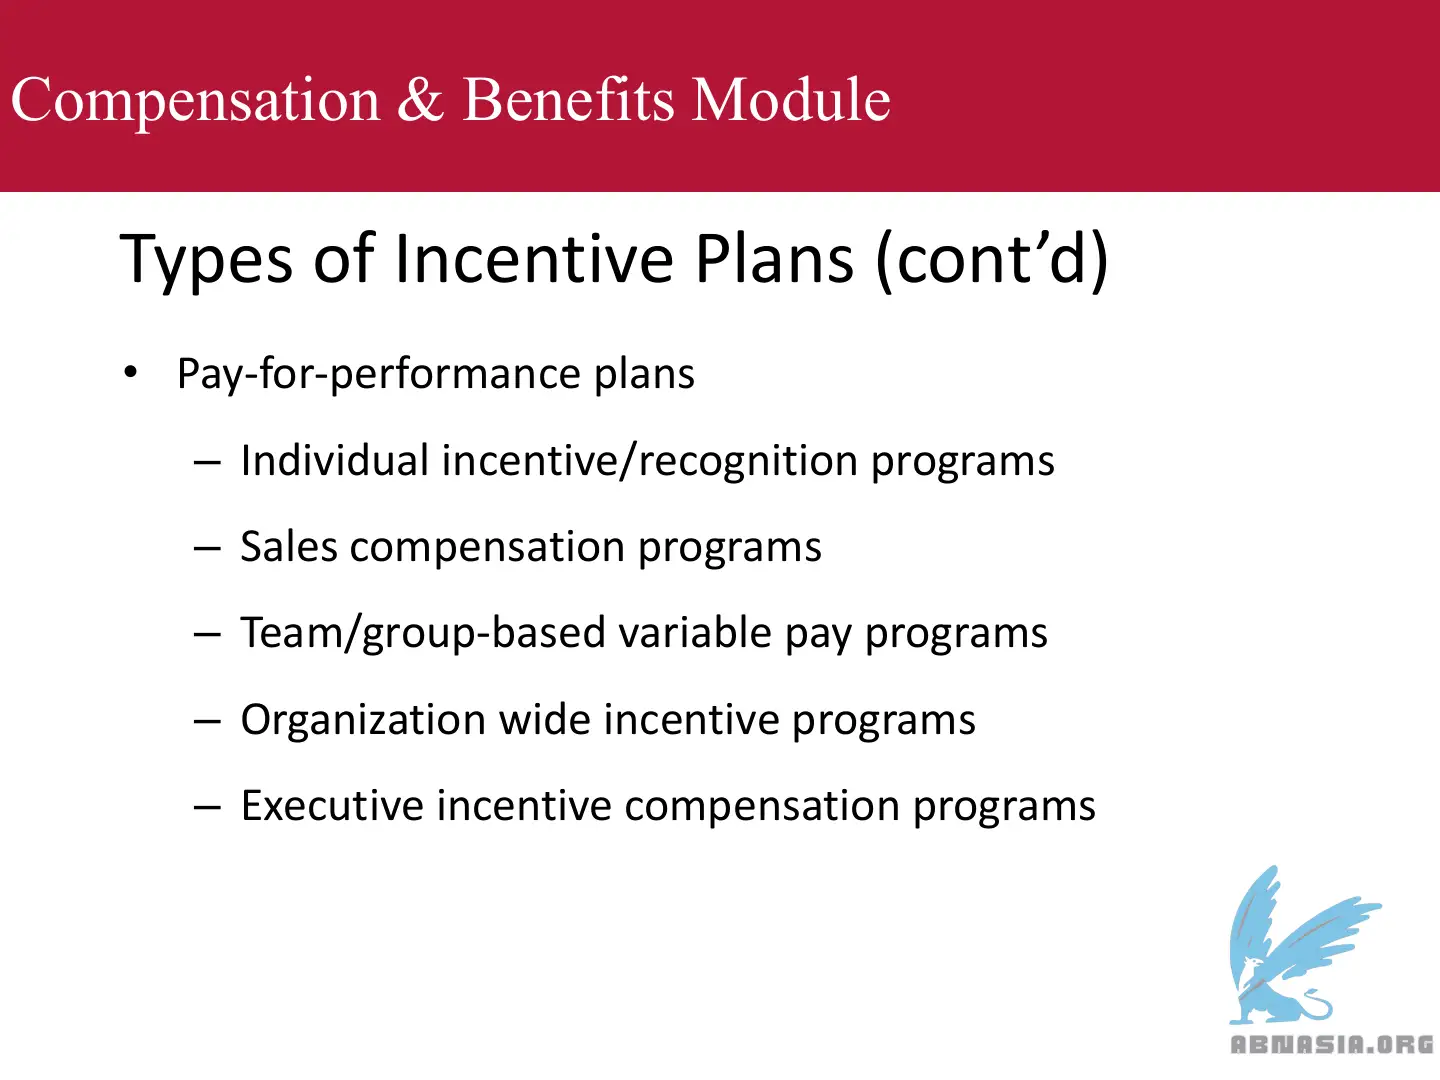 Compensation & Benefits Module
Types of Incentive Plans (cont’d)
• Pay-for-performance plans
– Individual incentive/recognition programs
– Sales compensation programs
– Team/group-based variable pay programs
– Organization wide incentive programs
– Executive incentive compensation programs
ABNASIA.ORG